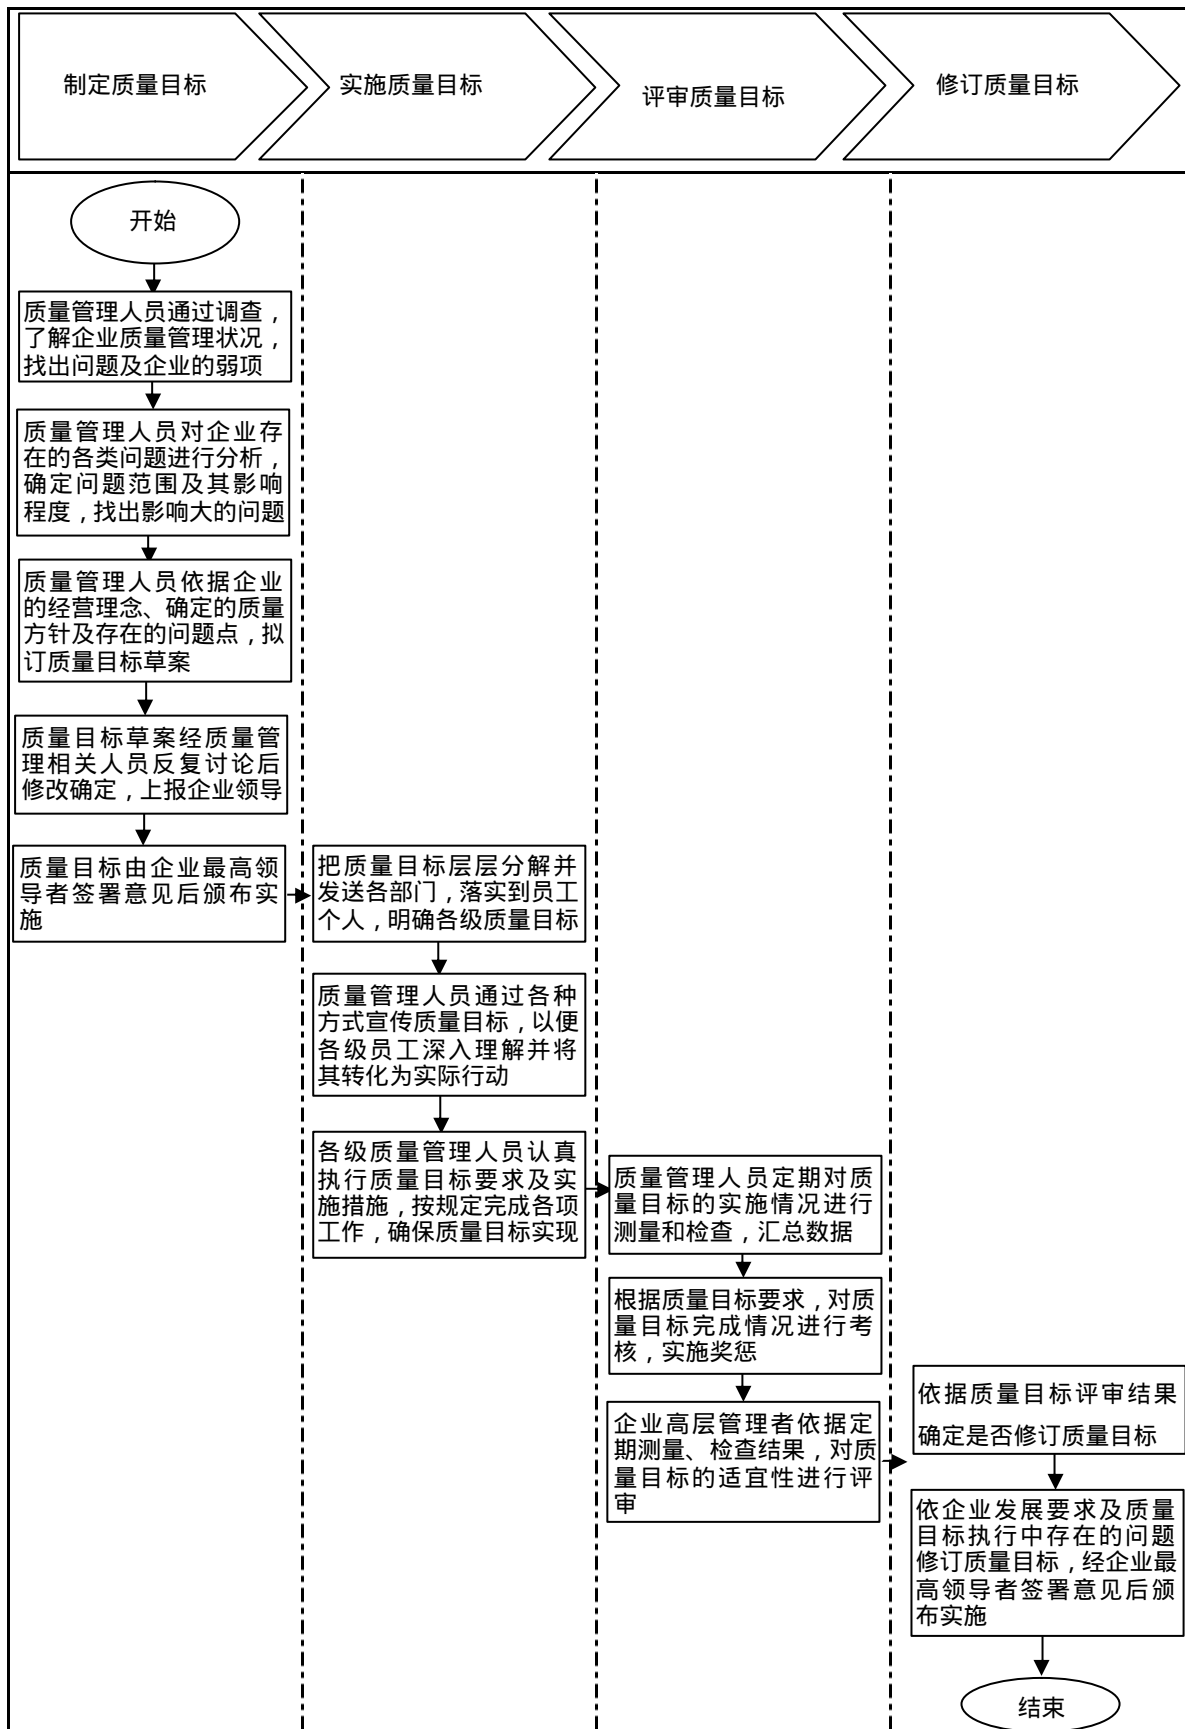 制定质量目标
实施质量目标
评审质量目标
修订质量目标
开始
质量管理人员通过调查，
了解企业质量管理状况，
找出问题及企业的弱项
质量管理人员对企业存
在的各类问题进行分析，
确定问题范围及其影响
程度，找出影响大的问题
质量管理人员依据企业
的经营理念、确定的质量
方针及存在的问题点，拟
订质量目标草案
质量目标草案经质量管
理相关人员反复讨论后
修改确定，上报企业领导
质量目标由企业最高领
导者签署意见后颁布实
施
把质量目标层层分解并
发送各部门，落实到员工
个人，明确各级质量目标
质量管理人员通过各种
方式宣传质量目标，以便
各级员工深入理解并将
其转化为实际行动
各级质量管理人员认真
执行质量目标要求及实
施措施，按规定完成各项
工作，确保质量目标实现
质量管理人员定期对质
量目标的实施情况进行
测量和检查，汇总数据
根据质量目标要求，对质
量目标完成情况进行考
核，实施奖惩
企业高层管理者依据定
期测量、检查结果，对质
量目标的适宜性进行评
审
依据质量目标评审结果
确定是否修订质量目标
依企业发展要求及质量
目标执行中存在的问题
修订质量目标，经企业最
高领导者签署意见后颁
布实施
结束